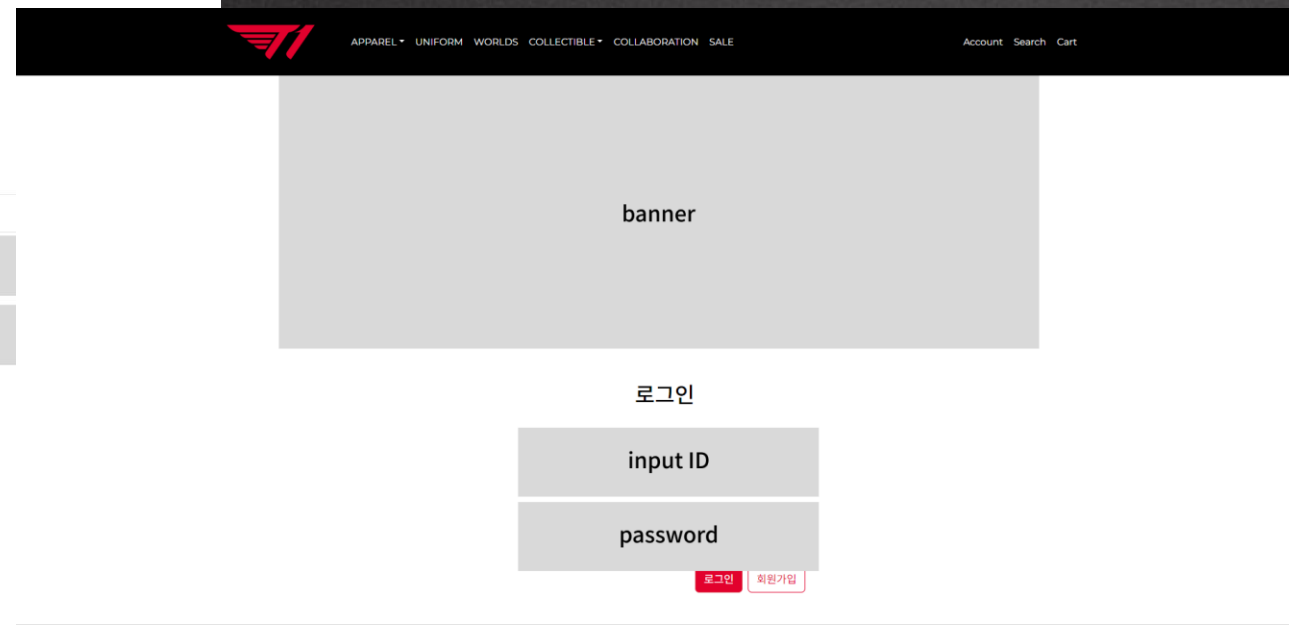 T1
APPAREL UNIFORM WORLDS COLLECTIBLE COLLABORATION SALE Account Search Cart
banner
로그인
input ID
password
로그인 회원가입